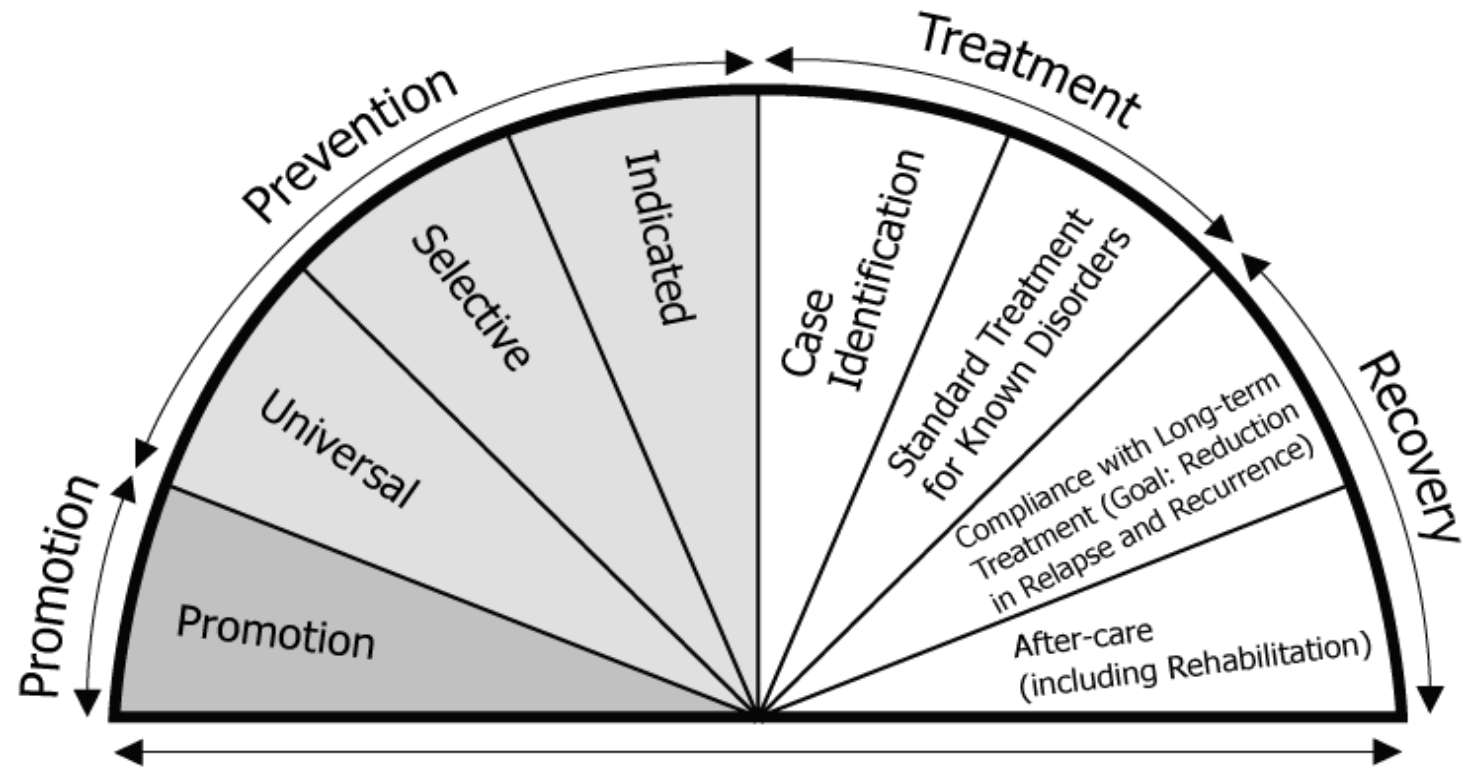 Promotion
Prevention
Treatment
Recovery
Promotion
Universal
Selective
Indicated
Case
Identification
Standard Treatment
for Known Disorders
Compliance with Long-term
Treatment (Goal: Reduction
in Relapse and Recurrence)
After-care
(including Rehabilitation)